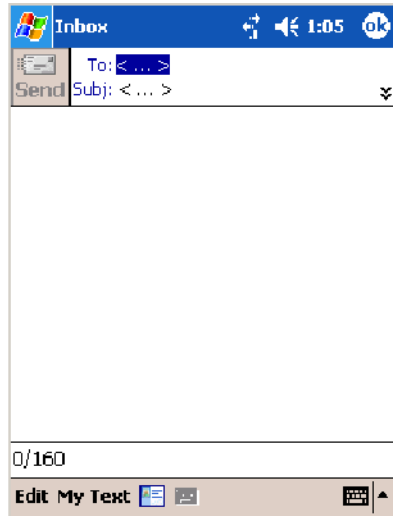 Inbox 1:05 ok
To: < ... >
Send Subj: < ... >
0/160
Edit My Text